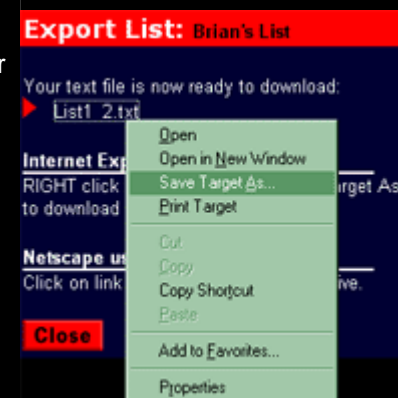 Export List: Brian's List
r
Your text file is now ready to download:
List1_2.txt
Open
Open in New Window
Internet Exp
Save Target As...
RIGHT click
arget As
Print Target
to download
Cut
Copy
Netscape us
Click on link
ive.
Copy Shortcut
Paste
Close
Add to Favorites...
Properties